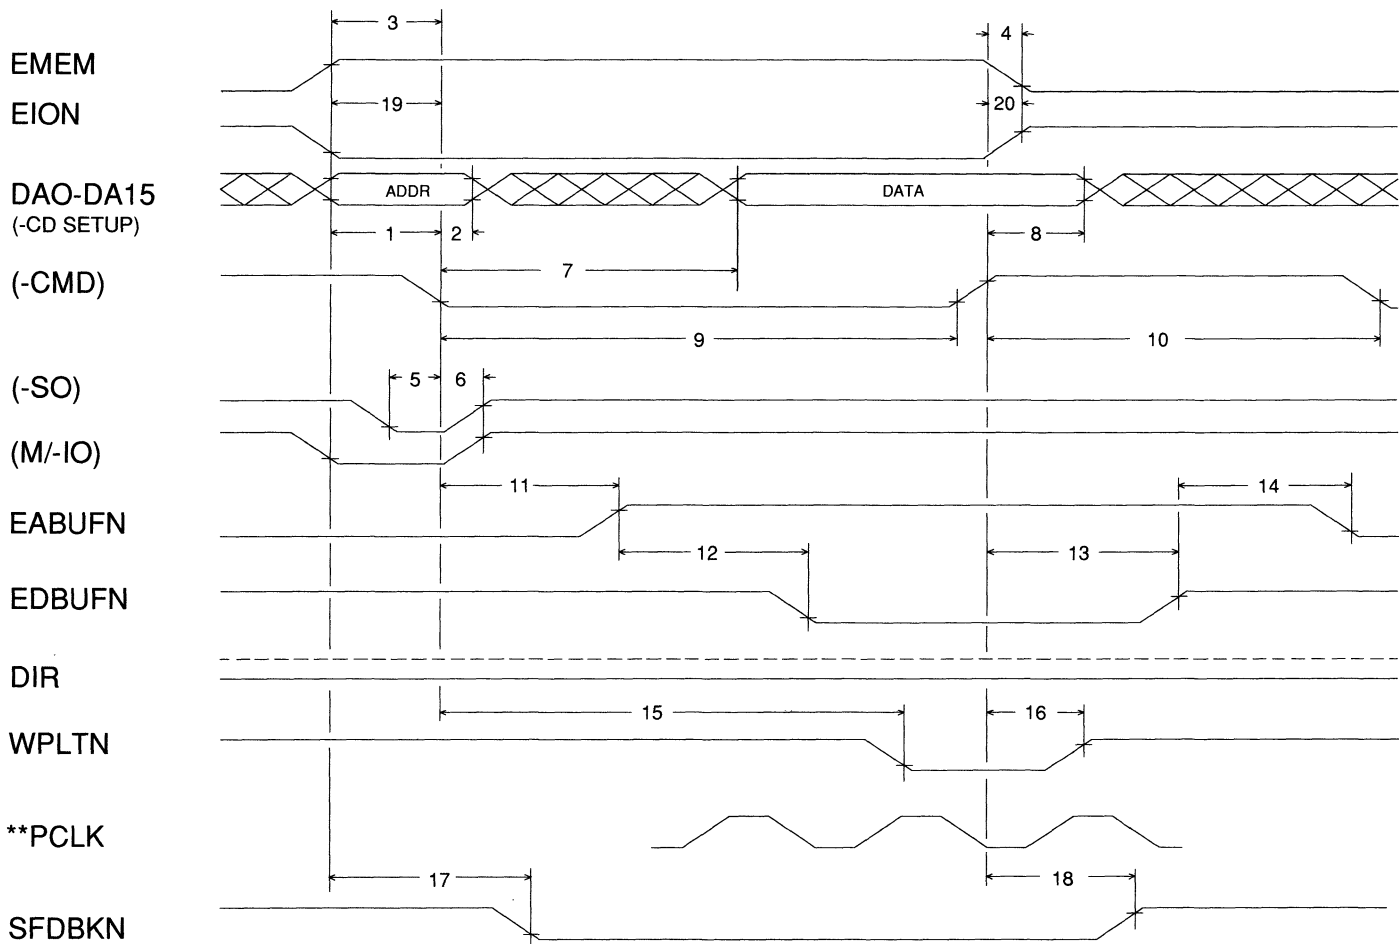 3
4
EMEM
19
20
EION
DAO-DA15
ADDR
DATA
(-CD SETUP)
1
2
8
7
(-CMD)
9
10
(-SO)
5
6
(M/-IO)
11
14
EABUFN
12
13
EDBUFN
DIR
15
16
WPLTN
**PCLK
17
18
SFDBKN